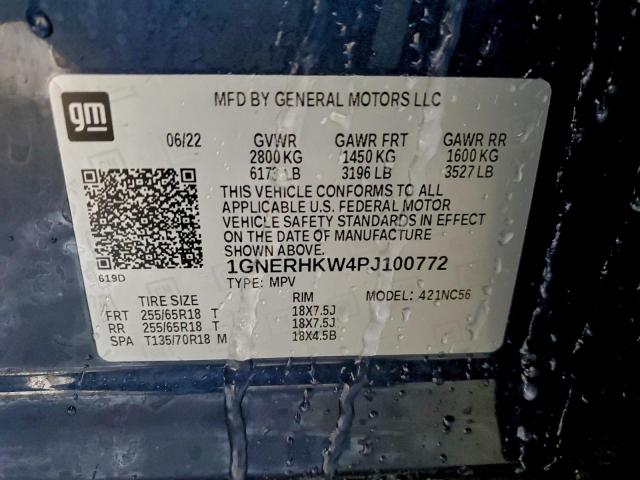 gm
MFD BY GENERAL MOTORS LLC
06/22 GVWR GAWR FRT GAWR RR
2800 KG 1450 KG 1600 KG
6173 LB 3196 LB 3527 LB
THIS VEHICLE CONFORMS TO ALL
APPLICABLE U.S. FEDERAL MOTOR
VEHICLE SAFETY STANDARDS IN EFFECT
ON THE DATE OF MANUFACTURE
SHOWN ABOVE.
1GNERHKW4PJ100772
619D
TYPE: MPV MODEL: 421NC56
TIRE SIZE RIM
FRT 255/65R18 T 18X7.5J
RR 255/65R18 T 18X7.5J
SPA T135/70R18 M 18X4.5B